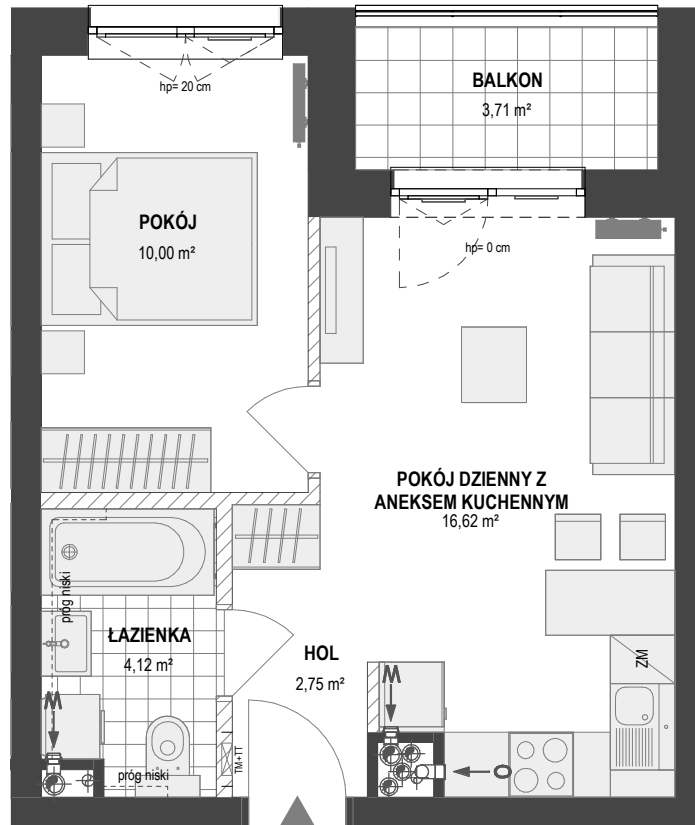 hp= 20 cm
BALKON
3,71 m²
POKÓJ
10,00 m²
hp= 0 cm
POKÓJ DZIENNY Z
ANEKSEM KUCHENNYM
16,62 m²
próg niski
ŁAZIENKA
4,12 m²
HOL
2,75 m²
ZM
M
M
TM+TT
próg niski
O